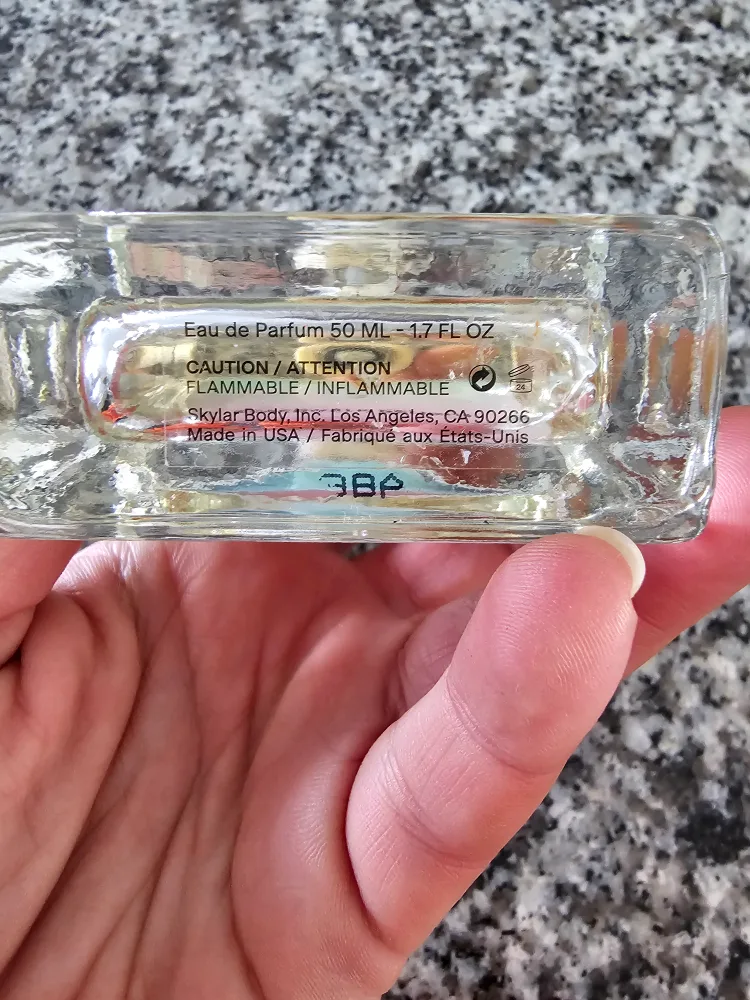 Eau de Parfum 50 ML - 1.7 FL OZ
CAUTION / ATTENTION
FLAMMABLE / INFLAMMABLE
24
Skylar Body, Inc. Los Angeles, CA 90266
Made in USA / Fabriqué aux États-Unis